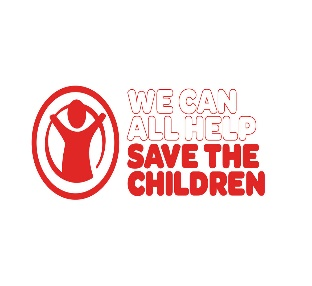 WE CAN
ALL HELP
SAVE THE
CHILDREN